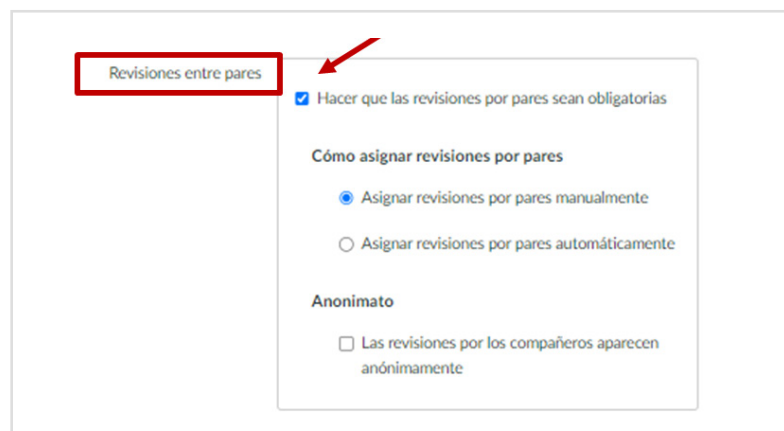 Revisiones entre pares
Hacer que las revisiones por pares sean obligatorias
Cómo asignar revisiones por pares
Asignar revisiones por pares manualmente
Asignar revisiones por pares automáticamente
Anonimato
Las revisiones por los compañeros aparecen
anónimamente